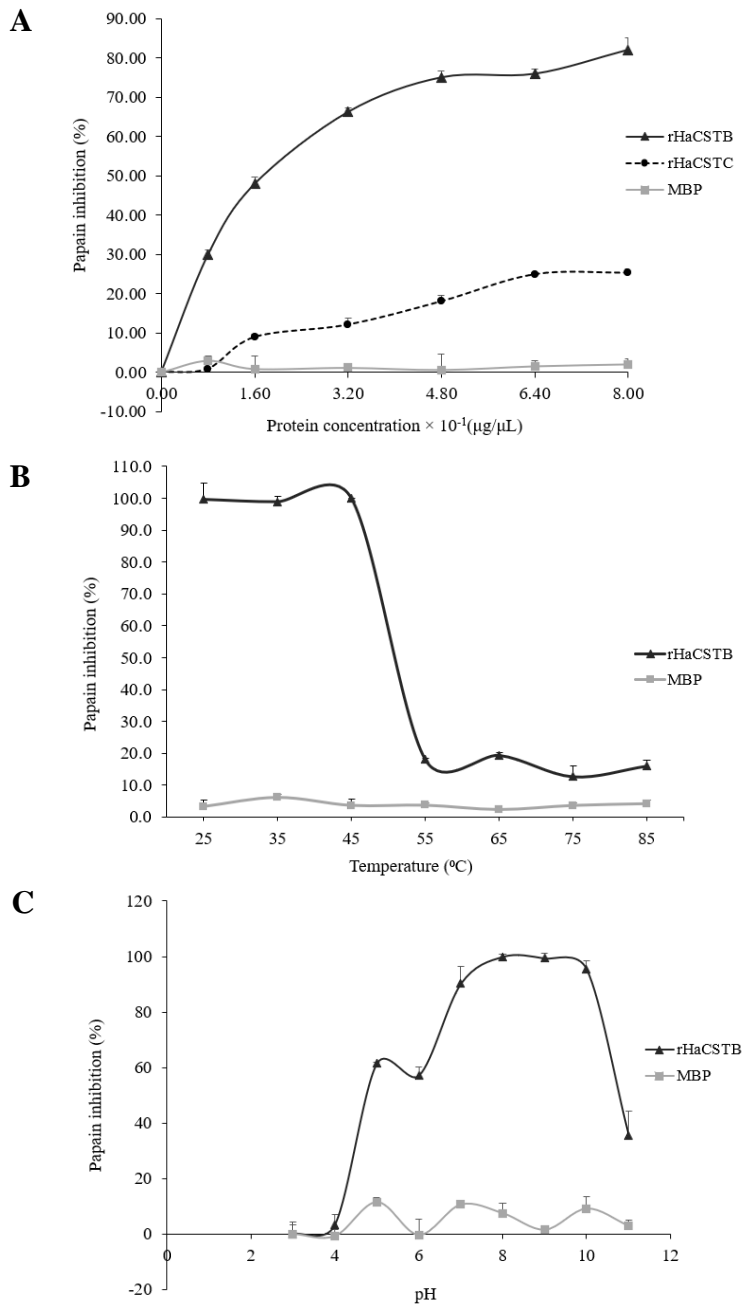 A
90.00
80.00
70.00
60.00
50.00
40.00
30.00
20.00
10.00
0.00
-10.00
Papain inhibition (%)
0.00 1.60 3.20 4.80 6.40 8.00
Protein concentration × 10⁻¹(µg/µL)
rHaCSTB
rHaCSTC
MBP
B
110.0
100.0
90.0
80.0
70.0
60.0
50.0
40.0
30.0
20.0
10.0
0.0
Papain inhibition (%)
25 35 45 55 65 75 85
Temperature (⁰C)
rHaCSTB
MBP
C
120
100
80
60
40
20
0
-20
Papain inhibition (%)
0 2 4 6 8 10 12
pH
rHaCSTB
MBP